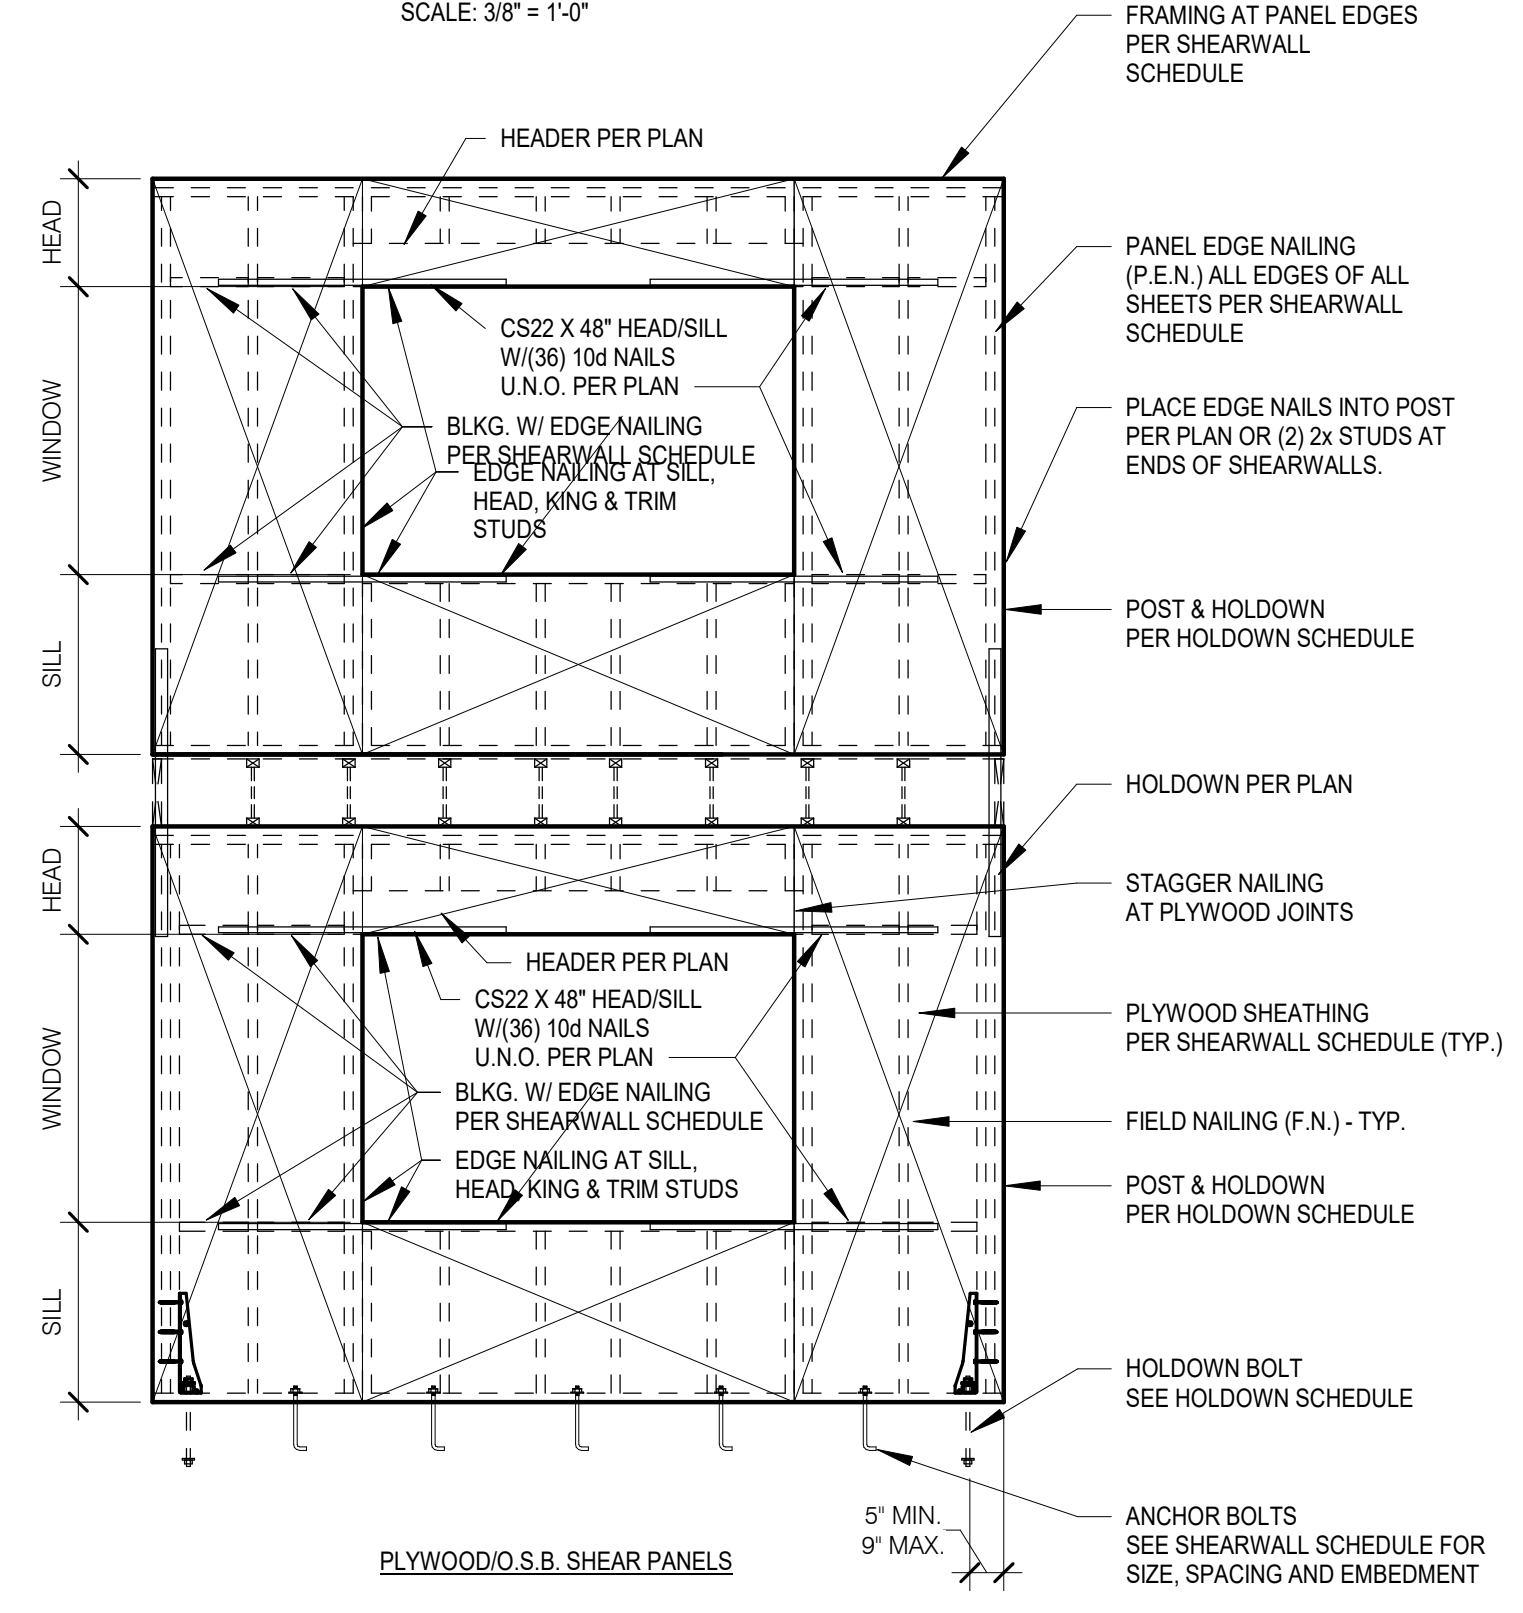 SCALE: 3/8" = 1'-0"
FRAMING AT PANEL EDGES
PER SHEARWALL
SCHEDULE
HEADER PER PLAN
HEAD
PANEL EDGE NAILING
(P.E.N.) ALL EDGES OF ALL
SHEETS PER SHEARWALL
SCHEDULE
CS22 X 48" HEAD/SILL
W/(36) 10d NAILS
U.N.O. PER PLAN
WINDOW
BLKG. W/ EDGE NAILING
PER SHEARWALL SCHEDULE
EDGE NAILING AT SILL,
HEAD, KING & TRIM
STUDS
PLACE EDGE NAILS INTO POST
PER PLAN OR (2) 2x STUDS AT
ENDS OF SHEARWALLS.
POST & HOLDOWN
PER HOLDOWN SCHEDULE
SILL
HOLDOWN PER PLAN
HEAD
STAGGER NAILING
AT PLYWOOD JOINTS
HEADER PER PLAN
CS22 X 48" HEAD/SILL
W/(36) 10d NAILS
U.N.O. PER PLAN
WINDOW
BLKG. W/ EDGE NAILING
PER SHEARWALL SCHEDULE
EDGE NAILING AT SILL,
HEAD, KING & TRIM STUDS
PLYWOOD SHEATHING
PER SHEARWALL SCHEDULE (TYP.)
FIELD NAILING (F.N.) - TYP.
POST & HOLDOWN
PER HOLDOWN SCHEDULE
SILL
HOLDOWN BOLT
SEE HOLDOWN SCHEDULE
5" MIN.
9" MAX.
ANCHOR BOLTS
SEE SHEARWALL SCHEDULE FOR
SIZE, SPACING AND EMBEDMENT
PLYWOOD/O.S.B. SHEAR PANELS